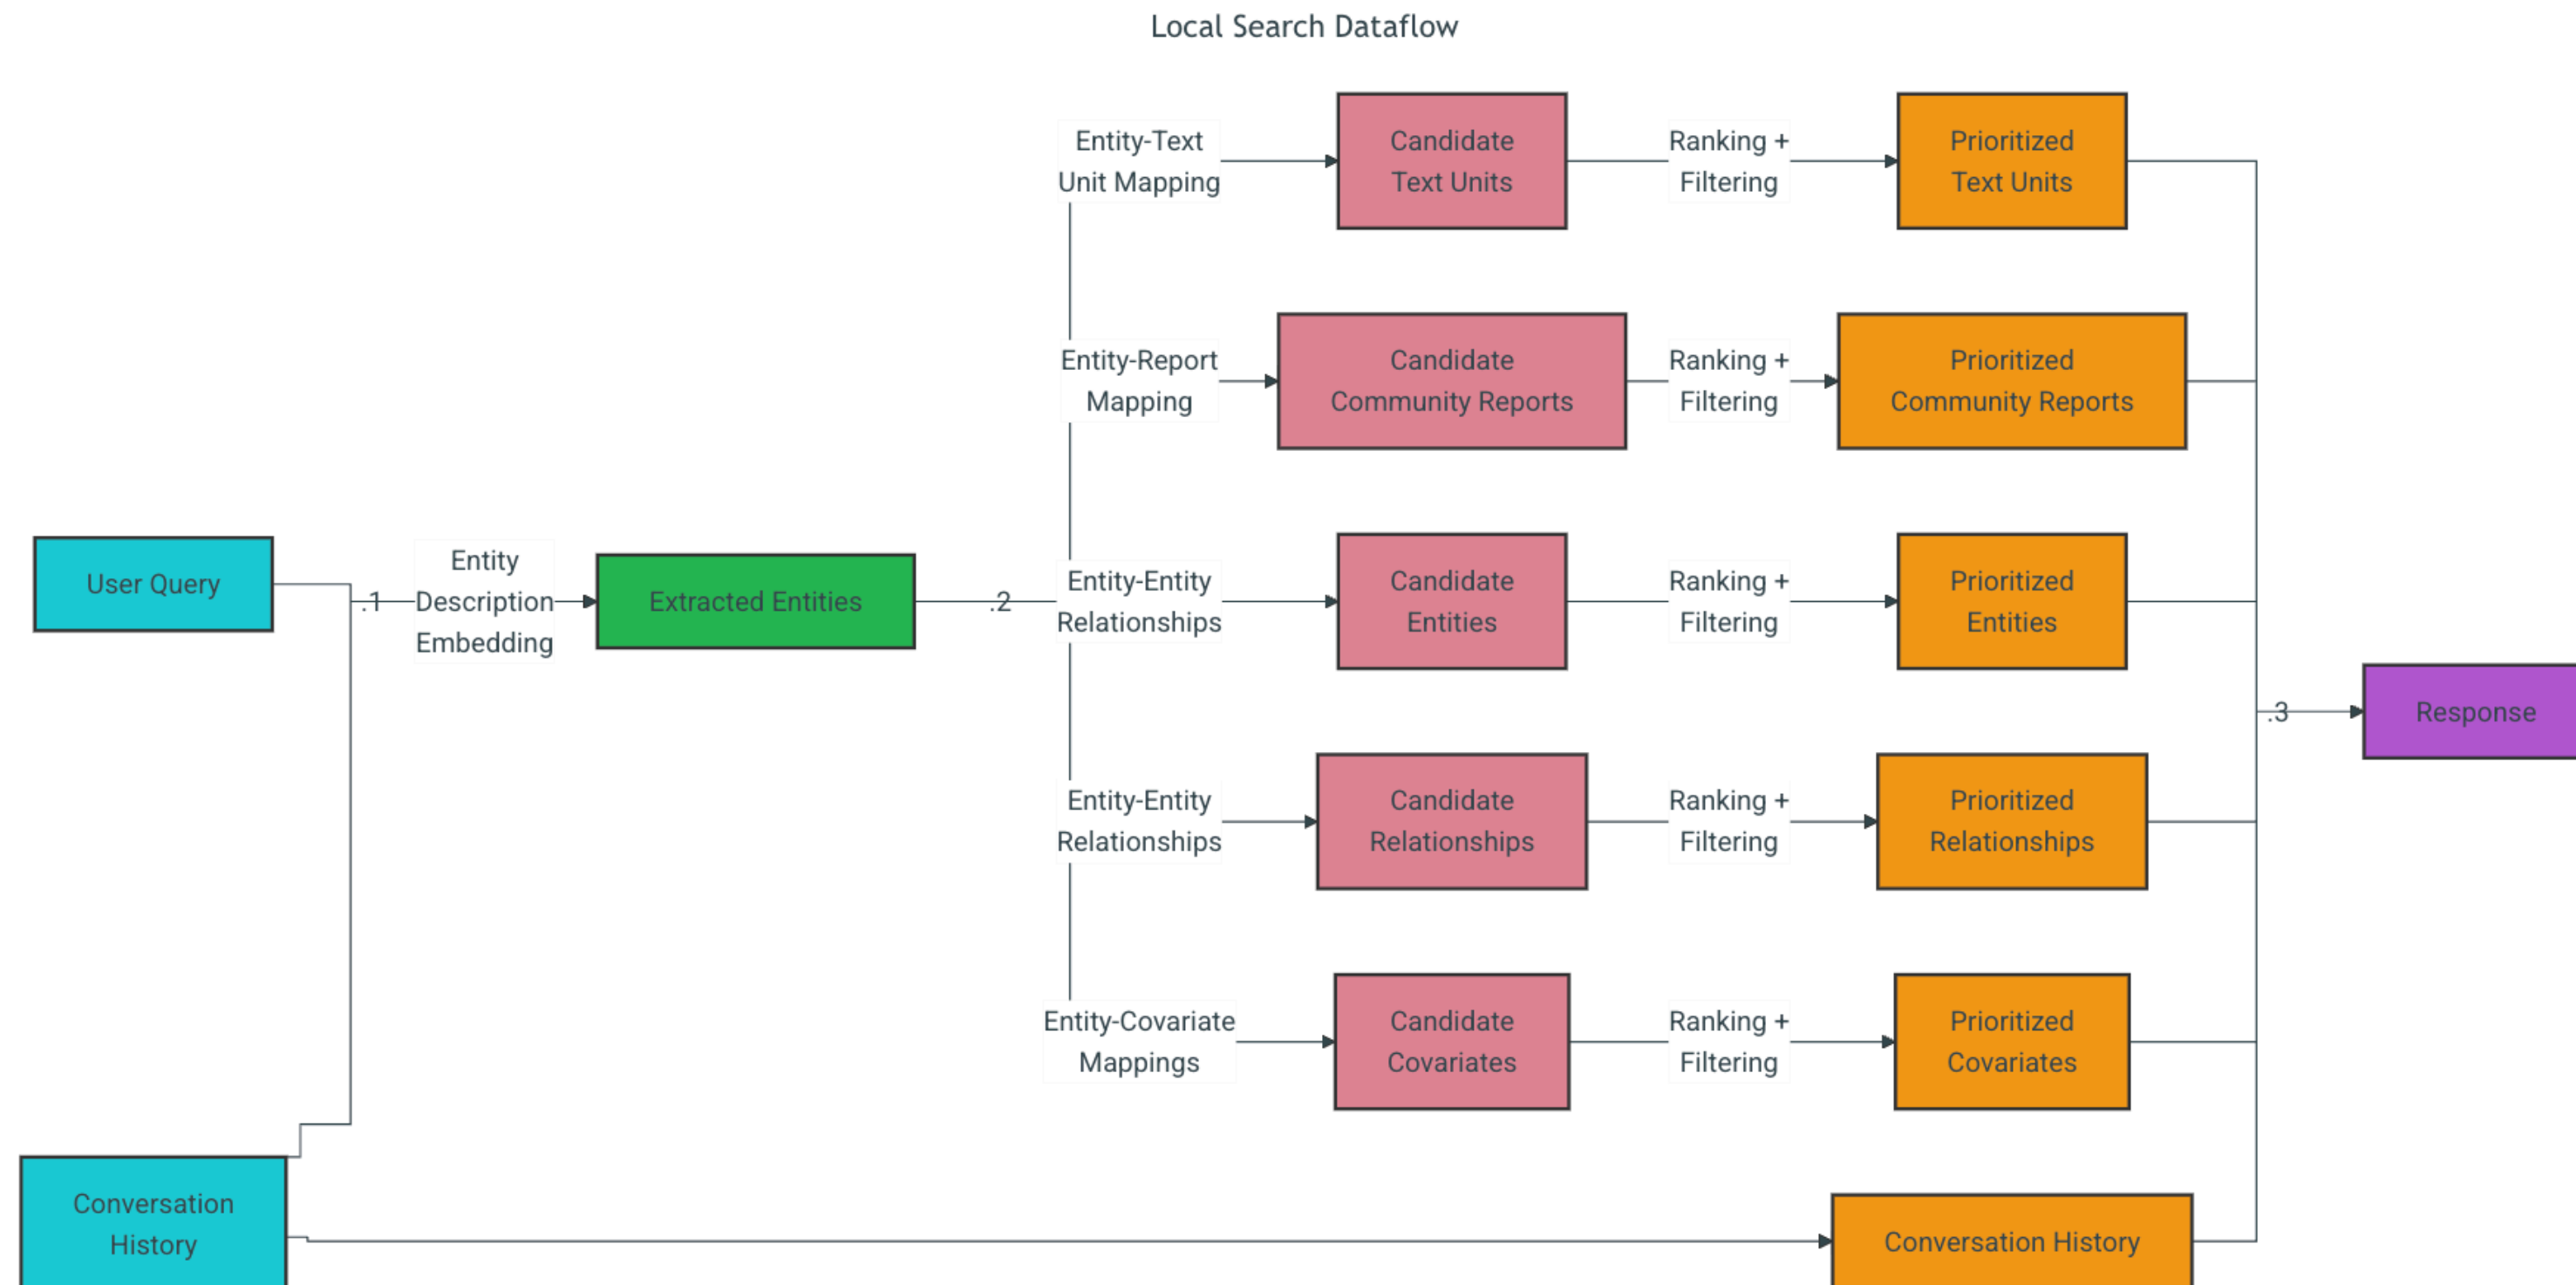 Local Search Dataflow
Entity-Text
Unit Mapping
Candidate
Text Units
Ranking +
Filtering
Prioritized
Text Units
Entity-Report
Mapping
Candidate
Community Reports
Ranking +
Filtering
Prioritized
Community Reports
User Query
.1
Entity
Description
Embedding
Extracted Entities
.2
Entity-Entity
Relationships
Candidate
Entities
Ranking +
Filtering
Prioritized
Entities
.3
Response
Entity-Entity
Relationships
Candidate
Relationships
Ranking +
Filtering
Prioritized
Relationships
Entity-Covariate
Mappings
Candidate
Covariates
Ranking +
Filtering
Prioritized
Covariates
Conversation
History
Conversation History